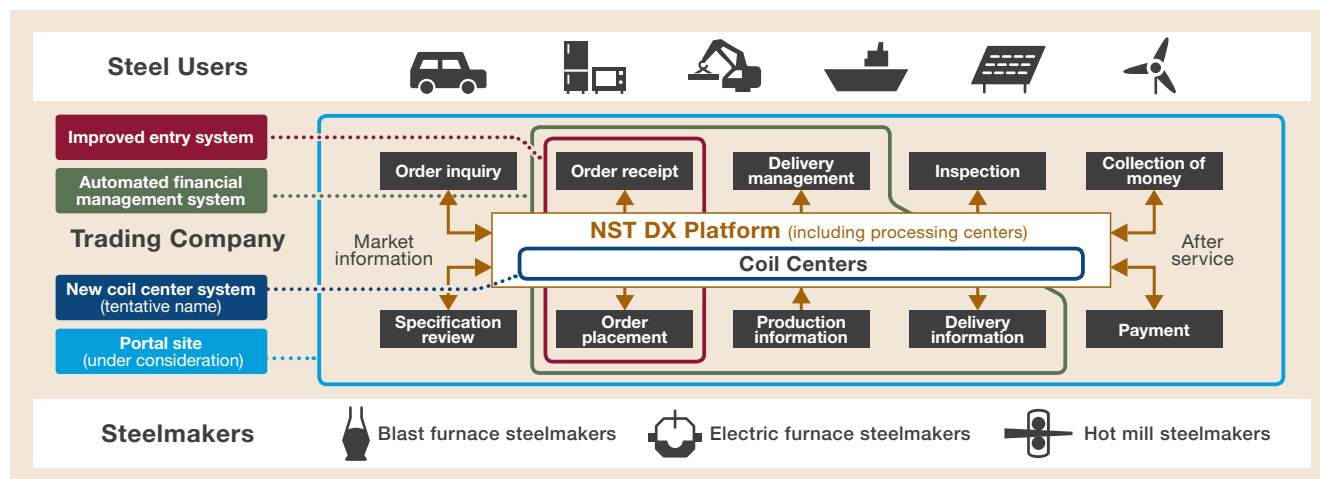 Steel Users
Improved entry system
Automated financial
management system
Trading Company
New coil center system
(tentative name)
Portal site
(under consideration)
Order inquiry
Order receipt
Delivery
management
Inspection
Collection of
money
Market
information
NST DX Platform (including processing centers)
Coil Centers
After
service
Specification
review
Order
placement
Production
information
Delivery
information
Payment
Steelmakers
Blast furnace steelmakers
Electric furnace steelmakers
Hot mill steelmakers